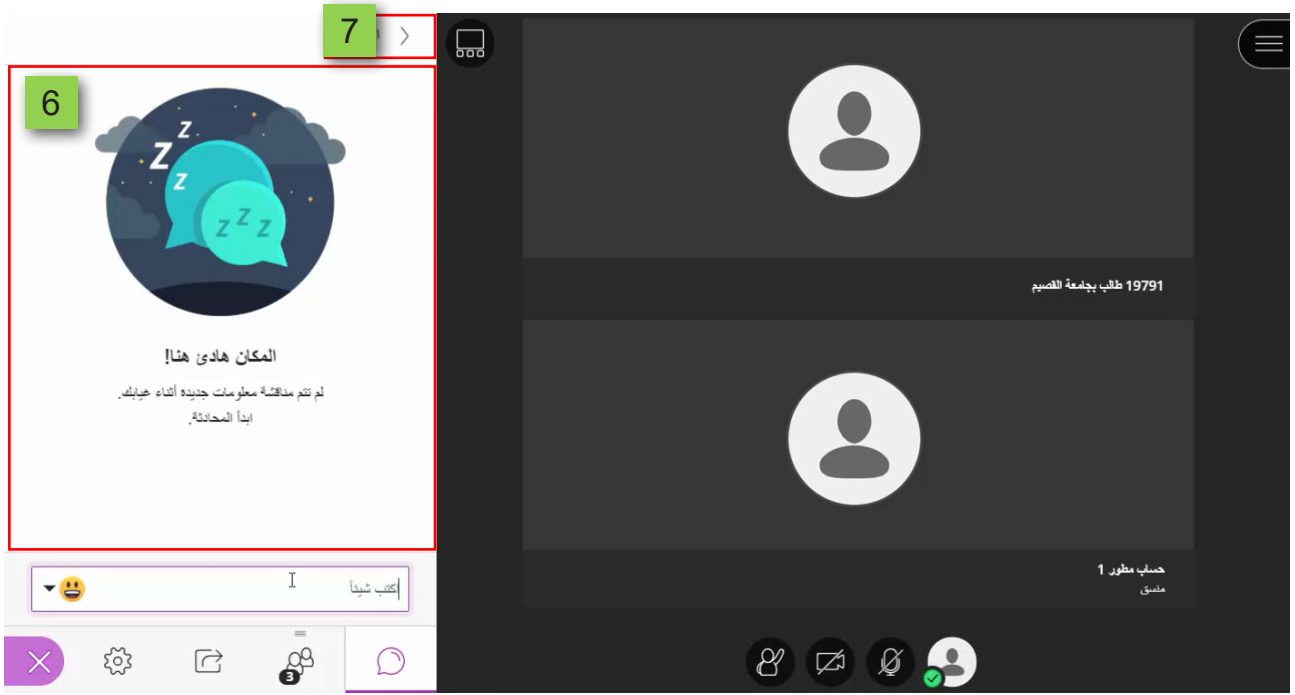 7
6
Z
Z
Z
Z Z Z
المكان هادئ هنا!
لم تتم مناقشة معلومات جديدة أثناء غيابك.
ابدأ المحادثة.
اكتب شيئاً
3
19791 طالب بجامعة القصيم
حساب مطور 1
منسق